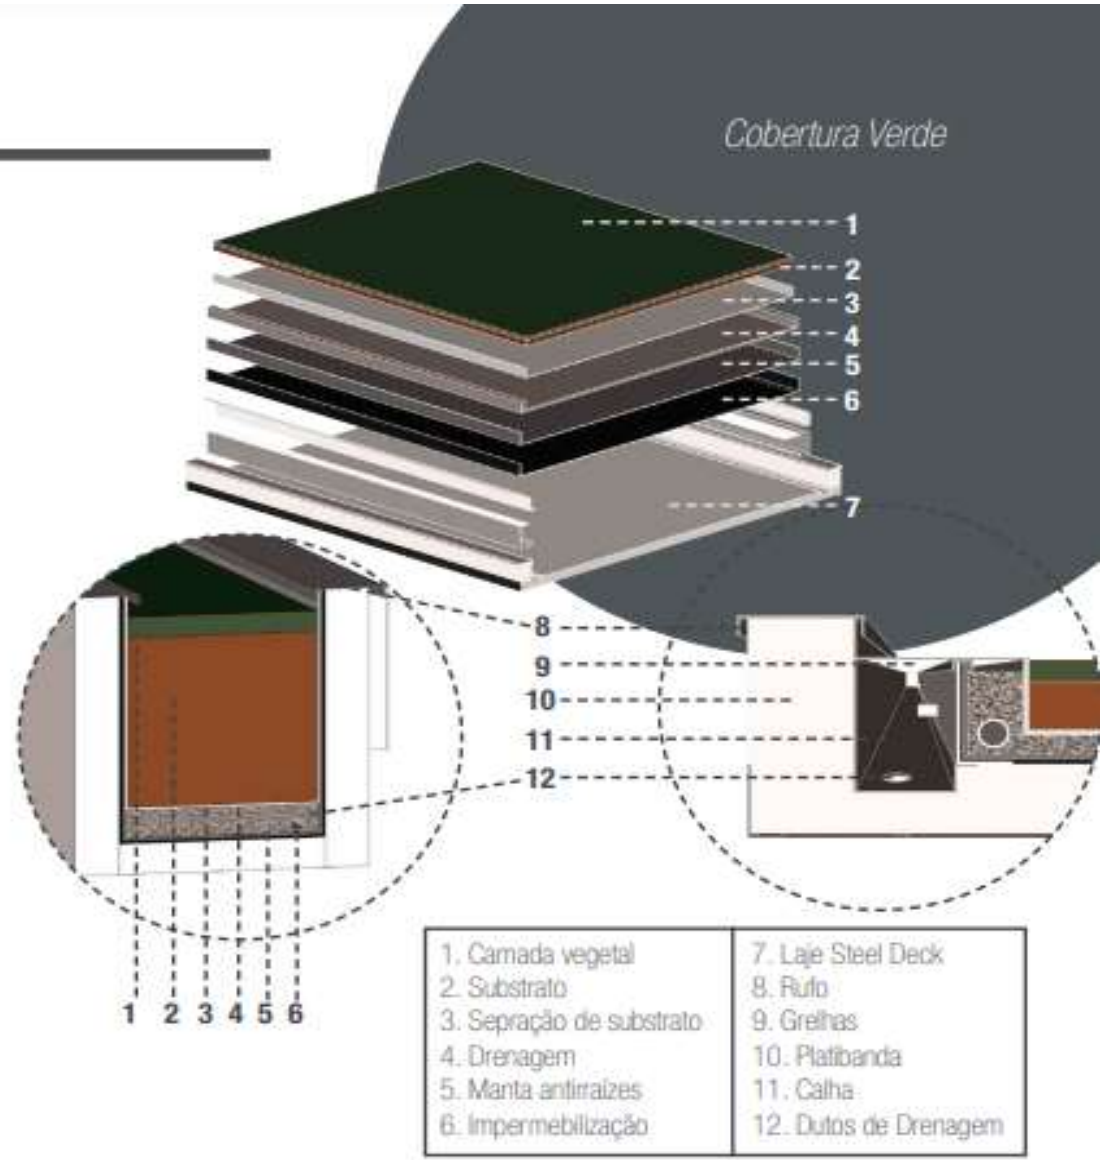 Cobertura Verde
1
2
3
4
5
6
7
8
9
10
11
12
1 2 3 4 5 6
1. Camada vegetal
2. Substrato
3. Sepração de substrato
4. Drenagem
5. Manta antirraízes
6. Impermebilização
7. Laje Steel Deck
8. Rufo
9. Grelhas
10. Platibanda
11. Calha
12. Dutos de Drenagem